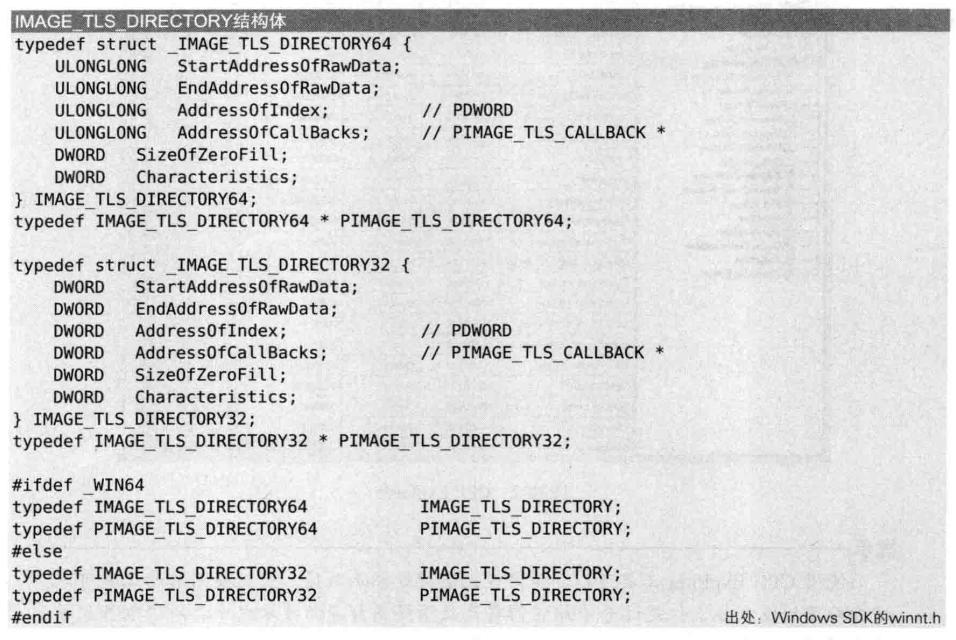 IMAGE_TLS_DIRECTORY结构体
typedef struct _IMAGE_TLS_DIRECTORY64 {
    ULONGLONG   StartAddressOfRawData;
    ULONGLONG   EndAddressOfRawData;
    ULONGLONG   AddressOfIndex;         // PDWORD
    ULONGLONG   AddressOfCallBacks;     // PIMAGE_TLS_CALLBACK *
    DWORD   SizeOfZeroFill;
    DWORD   Characteristics;
} IMAGE_TLS_DIRECTORY64;
typedef IMAGE_TLS_DIRECTORY64 * PIMAGE_TLS_DIRECTORY64;

typedef struct _IMAGE_TLS_DIRECTORY32 {
    DWORD   StartAddressOfRawData;
    DWORD   EndAddressOfRawData;
    DWORD   AddressOfIndex;             // PDWORD
    DWORD   AddressOfCallBacks;         // PIMAGE_TLS_CALLBACK *
    DWORD   SizeOfZeroFill;
    DWORD   Characteristics;
} IMAGE_TLS_DIRECTORY32;
typedef IMAGE_TLS_DIRECTORY32 * PIMAGE_TLS_DIRECTORY32;

#ifdef _WIN64
typedef IMAGE_TLS_DIRECTORY64           IMAGE_TLS_DIRECTORY;
typedef PIMAGE_TLS_DIRECTORY64          PIMAGE_TLS_DIRECTORY;
#else
typedef IMAGE_TLS_DIRECTORY32           IMAGE_TLS_DIRECTORY;
typedef PIMAGE_TLS_DIRECTORY32          PIMAGE_TLS_DIRECTORY;
#endif
出处：Windows SDK的winnt.h